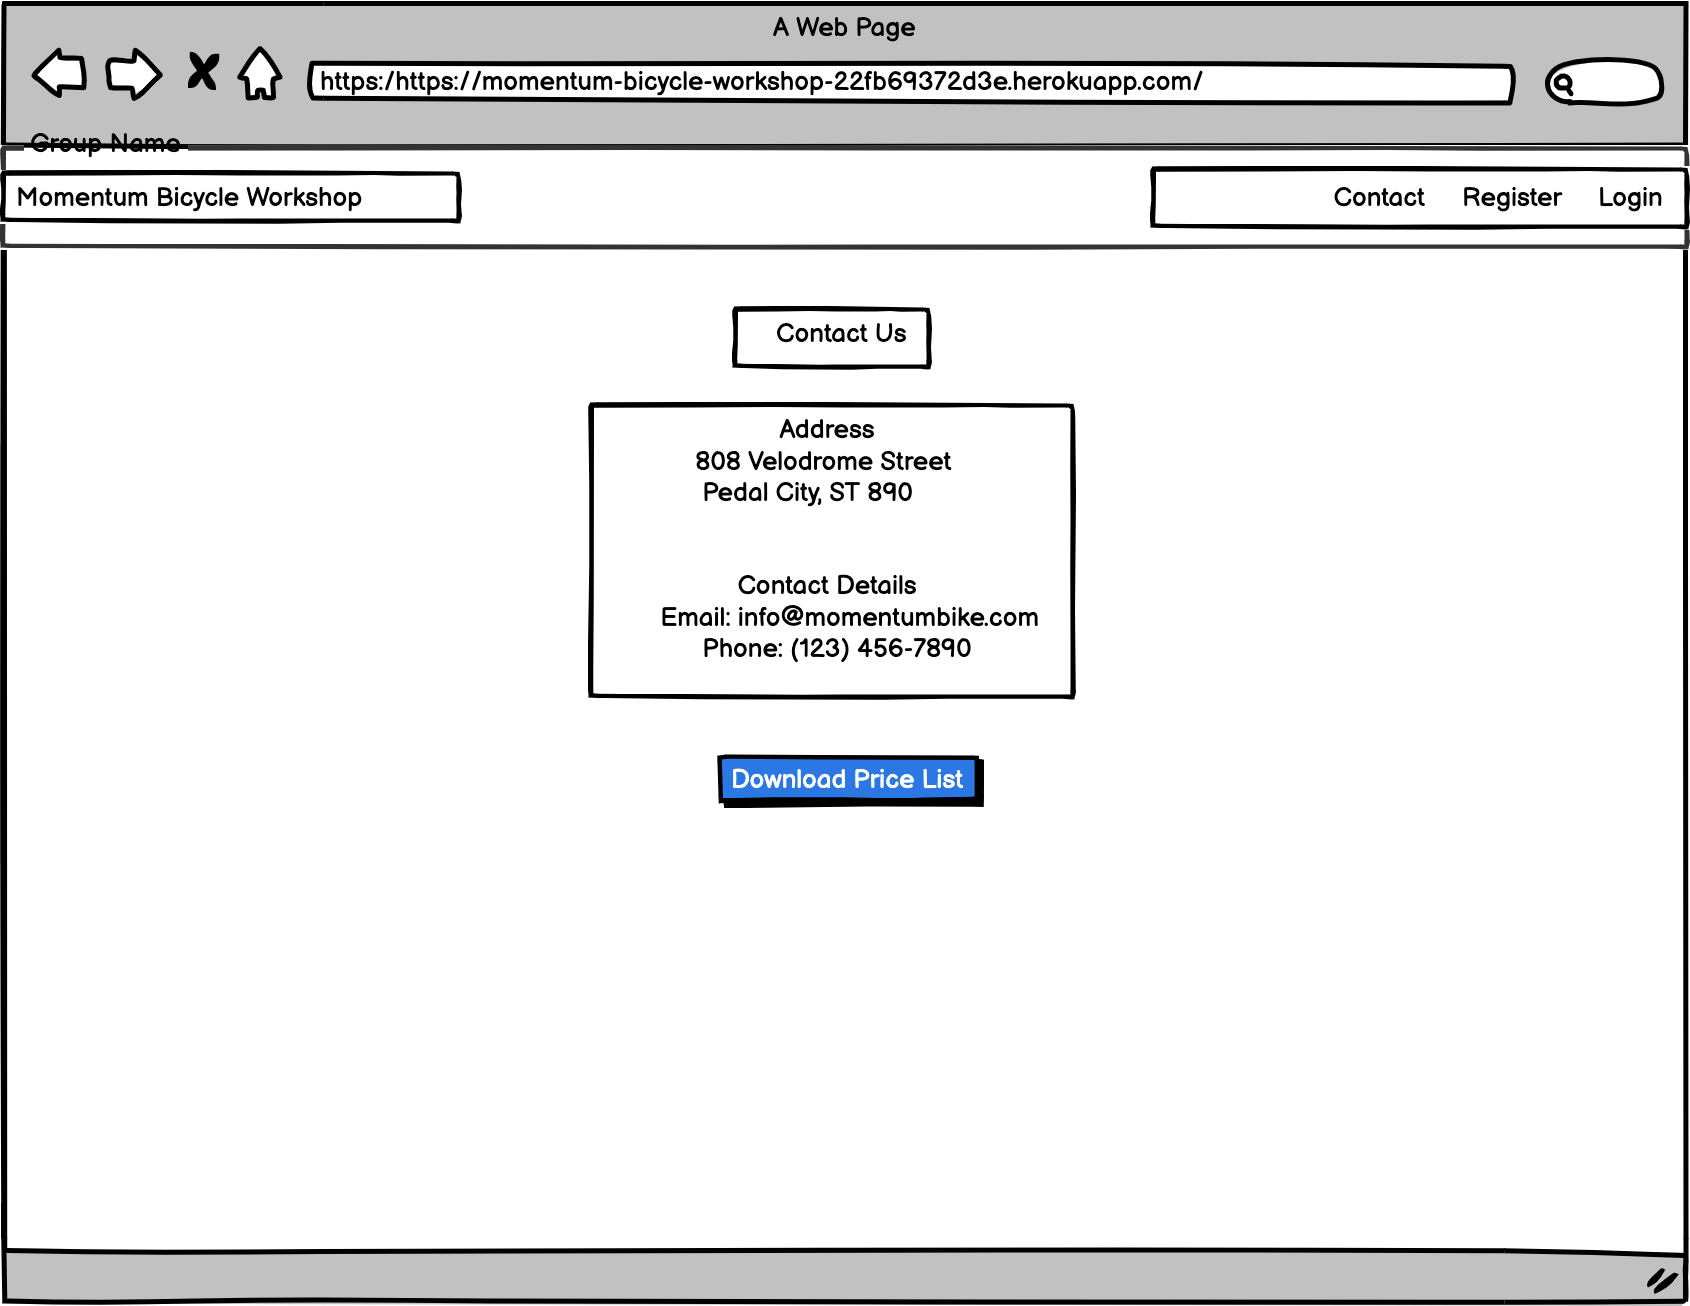 A Web Page
https:/https://momentum-bicycle-workshop-22fb69372d3e.herokuapp.com/
Group Name
Momentum Bicycle Workshop
Contact Register Login
Contact Us
Address
808 Velodrome Street
Pedal City, ST 890
Contact Details
Email: info@momentumbike.com
Phone: (123) 456-7890
Download Price List